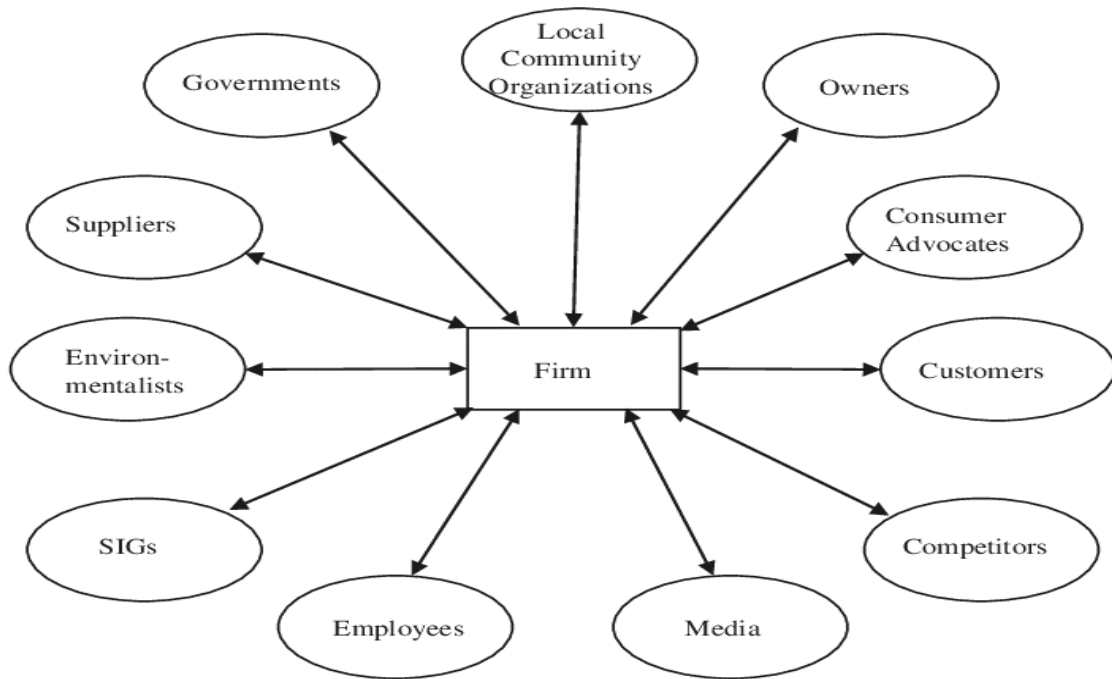 Governments
Local
Community
Organizations
Owners
Suppliers
Consumer
Advocates
Environ-
mentalists
Firm
Customers
SIGs
Competitors
Employees
Media